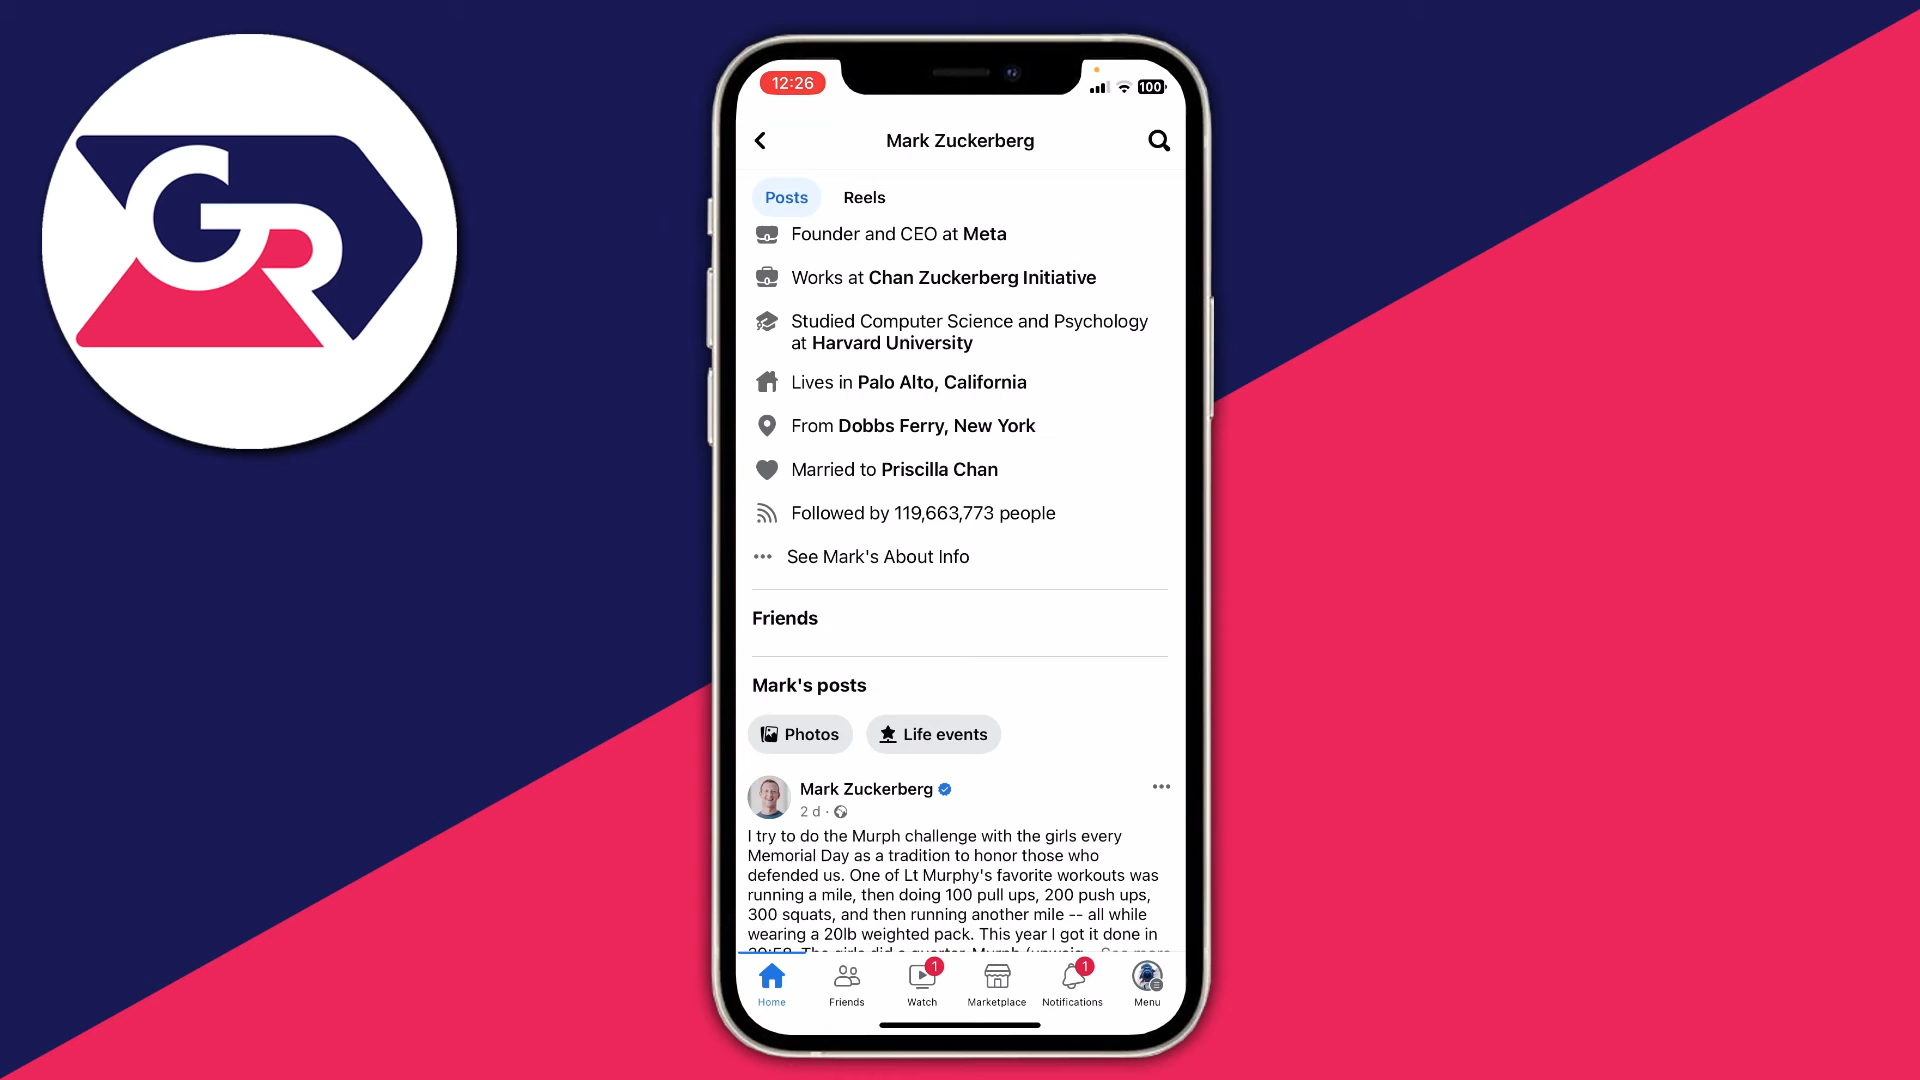 GR
12:26
100
Mark Zuckerberg
Posts
Reels
Founder and CEO at Meta
Works at Chan Zuckerberg Initiative
Studied Computer Science and Psychology
at Harvard University
Lives in Palo Alto, California
From Dobbs Ferry, New York
Married to Priscilla Chan
Followed by 119,663,773 people
See Mark's About Info
Friends
Mark's posts
Photos
Life events
Mark Zuckerberg
2 d ·
I try to do the Murph challenge with the girls every
Memorial Day as a tradition to honor those who
defended us. One of Lt Murphy's favorite workouts was
running a mile, then doing 100 pull ups, 200 push ups,
300 squats, and then running another mile -- all while
wearing a 20lb weighted pack. This year I got it done in
1
1
Home
Friends
Watch
Marketplace
Notifications
Menu